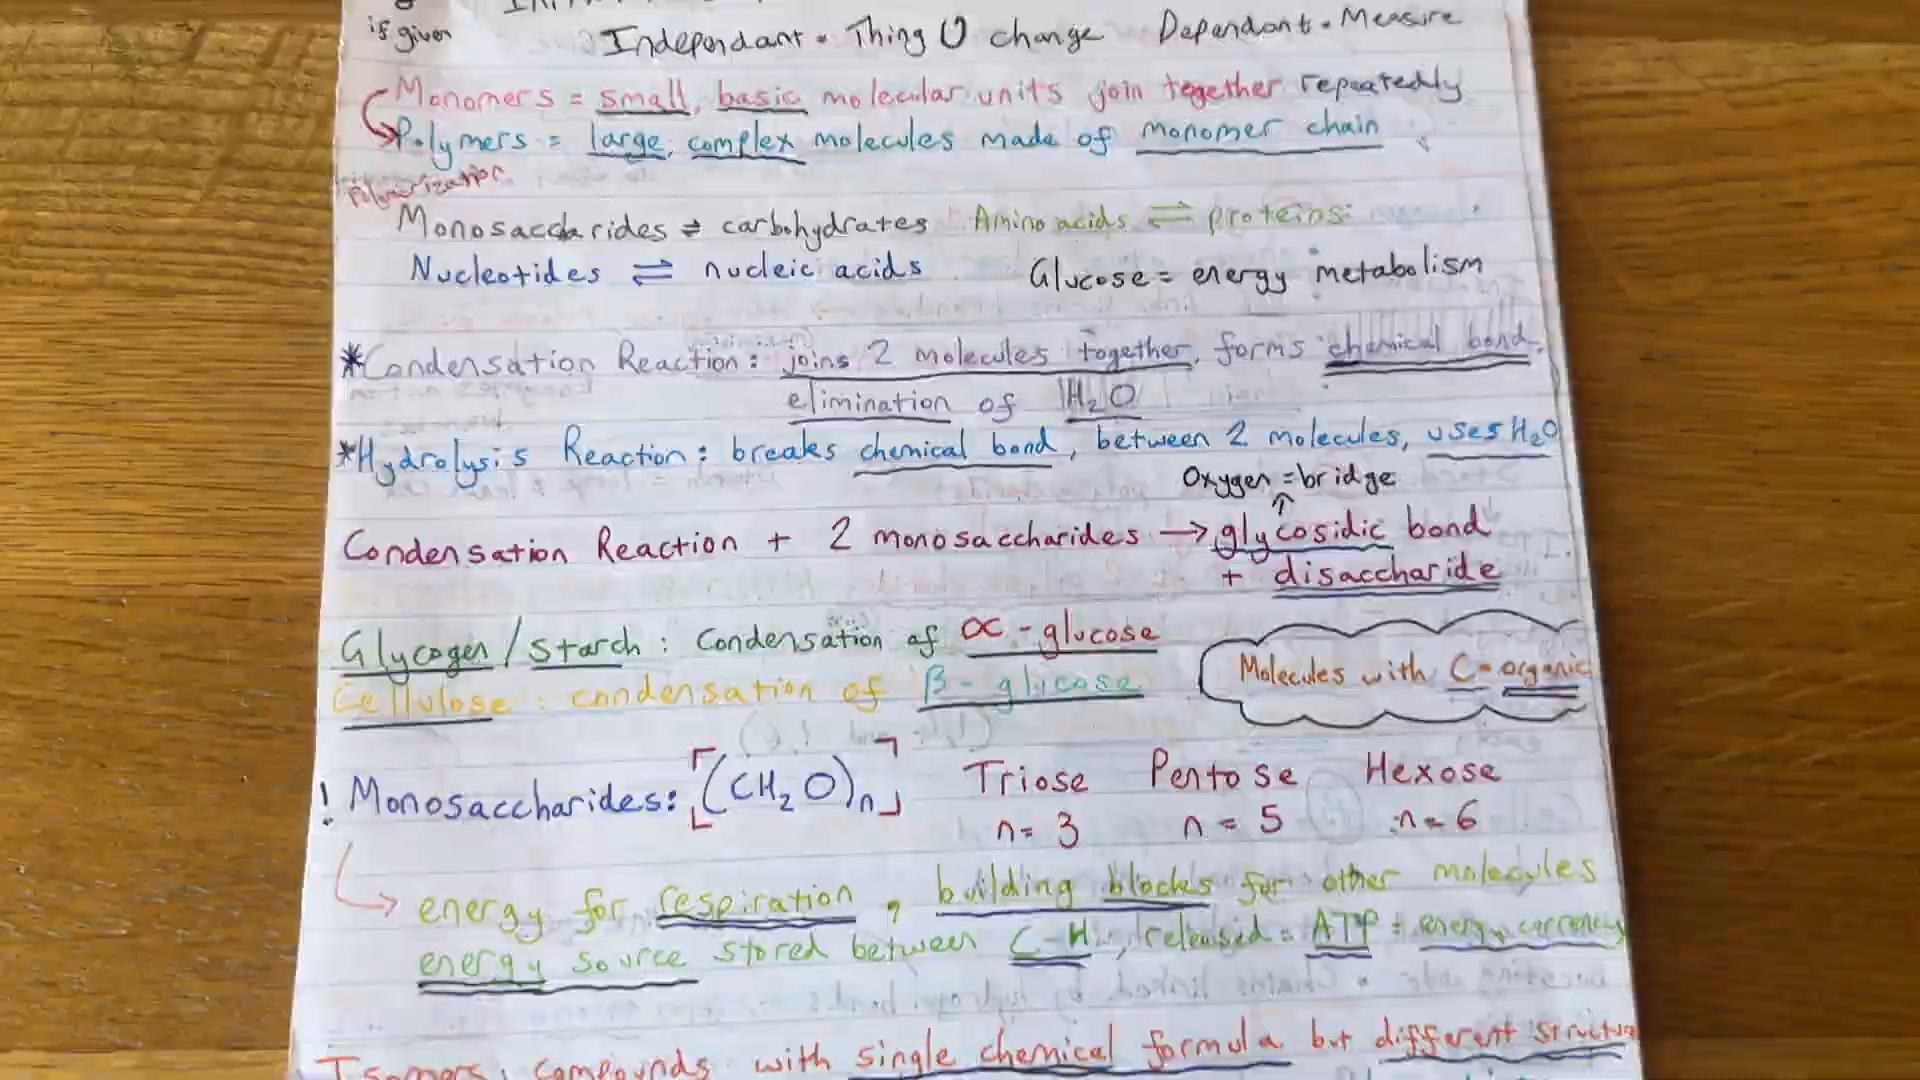 is given
Independant = Thing U change Dependant = Measure
Monomers = small, basic molecular units join together repeatedly
Polymers = large, complex molecules made of monomer chain
Polymerization
Monosaccharides ⇌ carbohydrates Amino acids ⇌ proteins
Nucleotides ⇌ nucleic acids Glucose = energy metabolism
*Condensation Reaction: joins 2 molecules together, forms chemical bond,
elimination of H₂O
*Hydrolysis Reaction: breaks chemical bond, between 2 molecules, uses H₂O
Oxygen = bridge
↑
Condensation Reaction + 2 monosaccharides → glycosidic bond
+ disaccharide
Glycogen/starch: Condensation of α-glucose
Cellulose: condensation of β-glucose
Molecules with C = organic
! Monosaccharides: [(CH₂O)n] Triose Pentose Hexose
n = 3 n = 5 n = 6
→ energy for respiration, building blocks for other molecules
energy source stored between C-H, released = ATP = energy currency
Isomers: compounds with single chemical formula but different structure